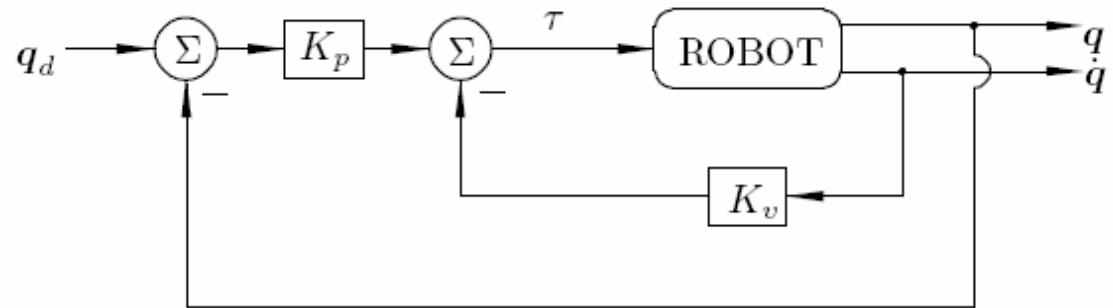 q_d
Σ
K_p
Σ
τ
ROBOT
q
q̇
−
−
K_v